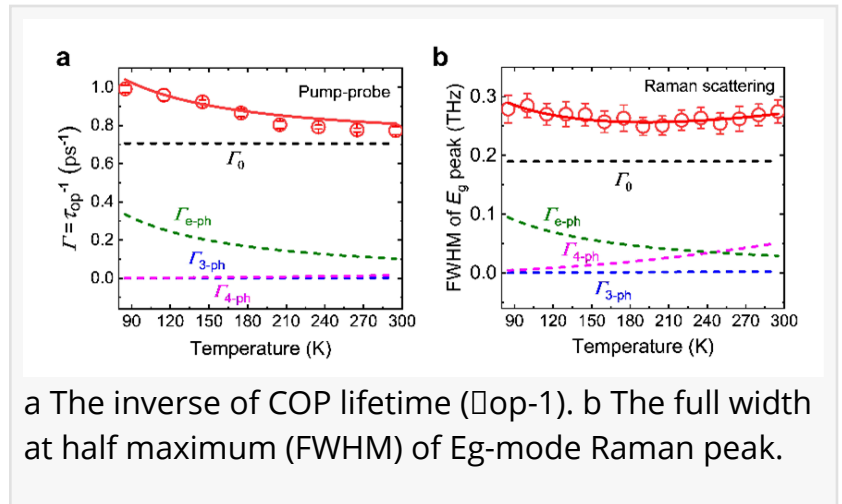 a
Pump-probe
Γ = τop-1 (ps-1)
1.0
0.8
0.6
0.4
0.2
0.0
Γ0
Γe-ph
Γ3-ph
Γ4-ph
90 120 150 180 210 240 270 300
Temperature (K)
b
Raman scattering
FWHM of Eg peak (THz)
0.3
0.2
0.1
0.0
Γ0
Γe-ph
Γ4-ph
Γ3-ph
90 120 150 180 210 240 270 300
Temperature (K)
a The inverse of COP lifetime (▯op-1). b The full width
at half maximum (FWHM) of Eg-mode Raman peak.